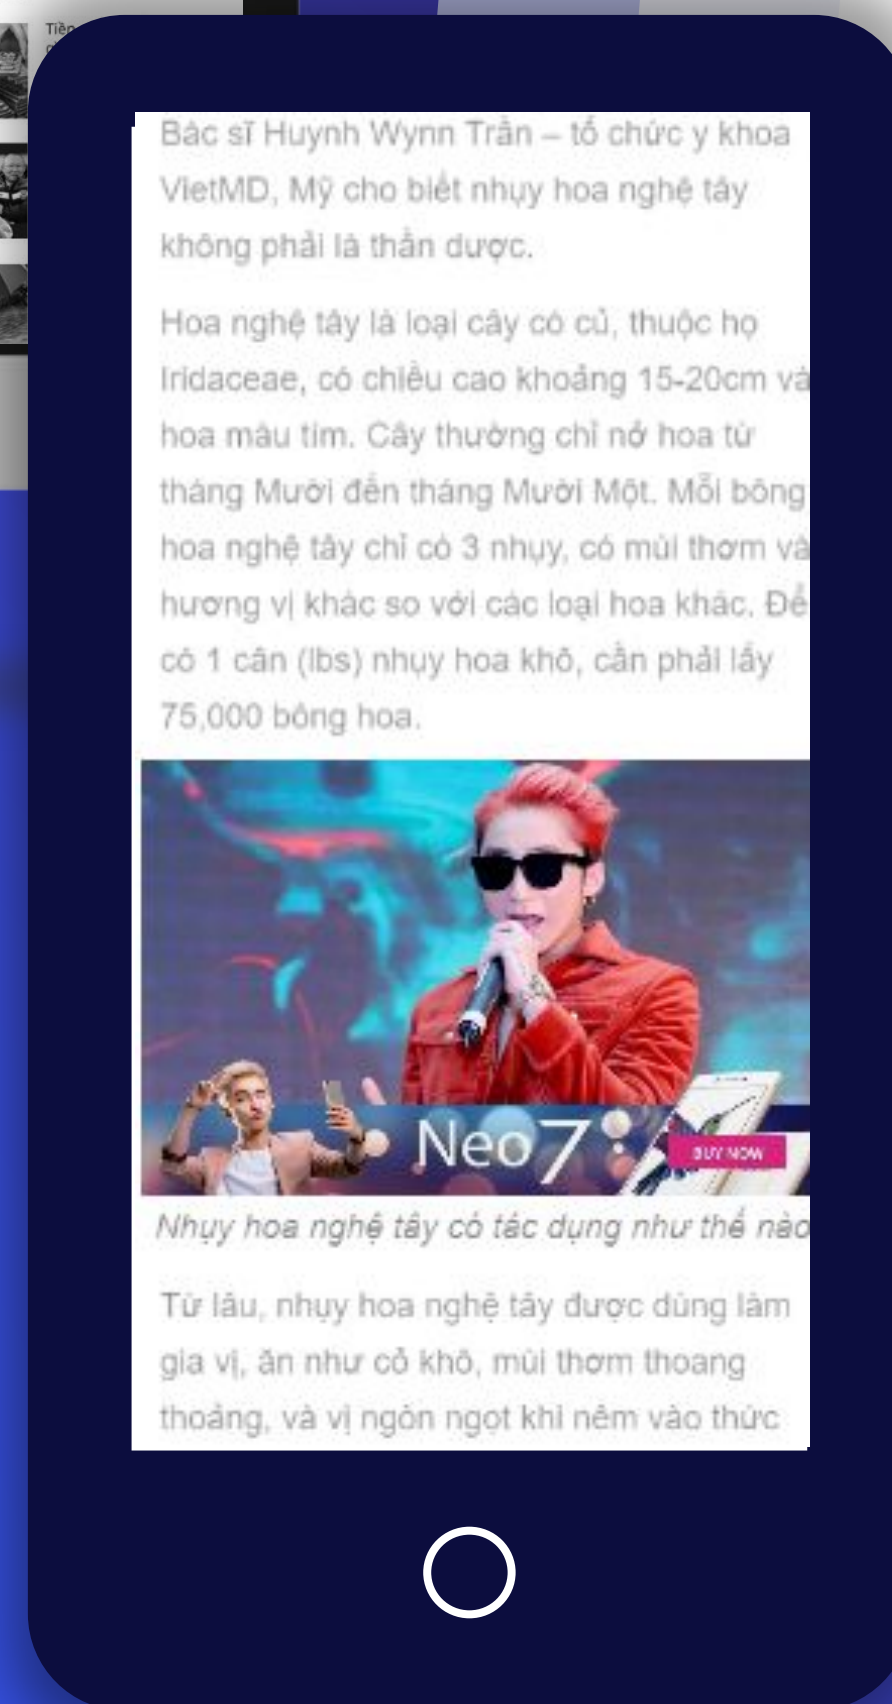 Tiền
Bác sĩ Huynh Wynn Trần – tổ chức y khoa
VietMD, Mỹ cho biết nhụy hoa nghệ tây
không phải là thần dược.
Hoa nghệ tây là loại cây có củ, thuộc họ
Iridaceae, có chiều cao khoảng 15-20cm và
hoa màu tím. Cây thường chỉ nở hoa từ
tháng Mười đến tháng Mười Một. Mỗi bông
hoa nghệ tây chỉ có 3 nhụy, có mùi thơm và
hương vị khác so với các loại hoa khác. Để
có 1 cân (lbs) nhụy hoa khô, cần phải lấy
75,000 bông hoa.
Neo7
BUY NOW
Nhụy hoa nghệ tây có tác dụng như thế nào
Từ lâu, nhụy hoa nghệ tây được dùng làm
gia vị, ăn như cỏ khô, mùi thơm thoang
thoảng, và vị ngòn ngọt khi nêm vào thức